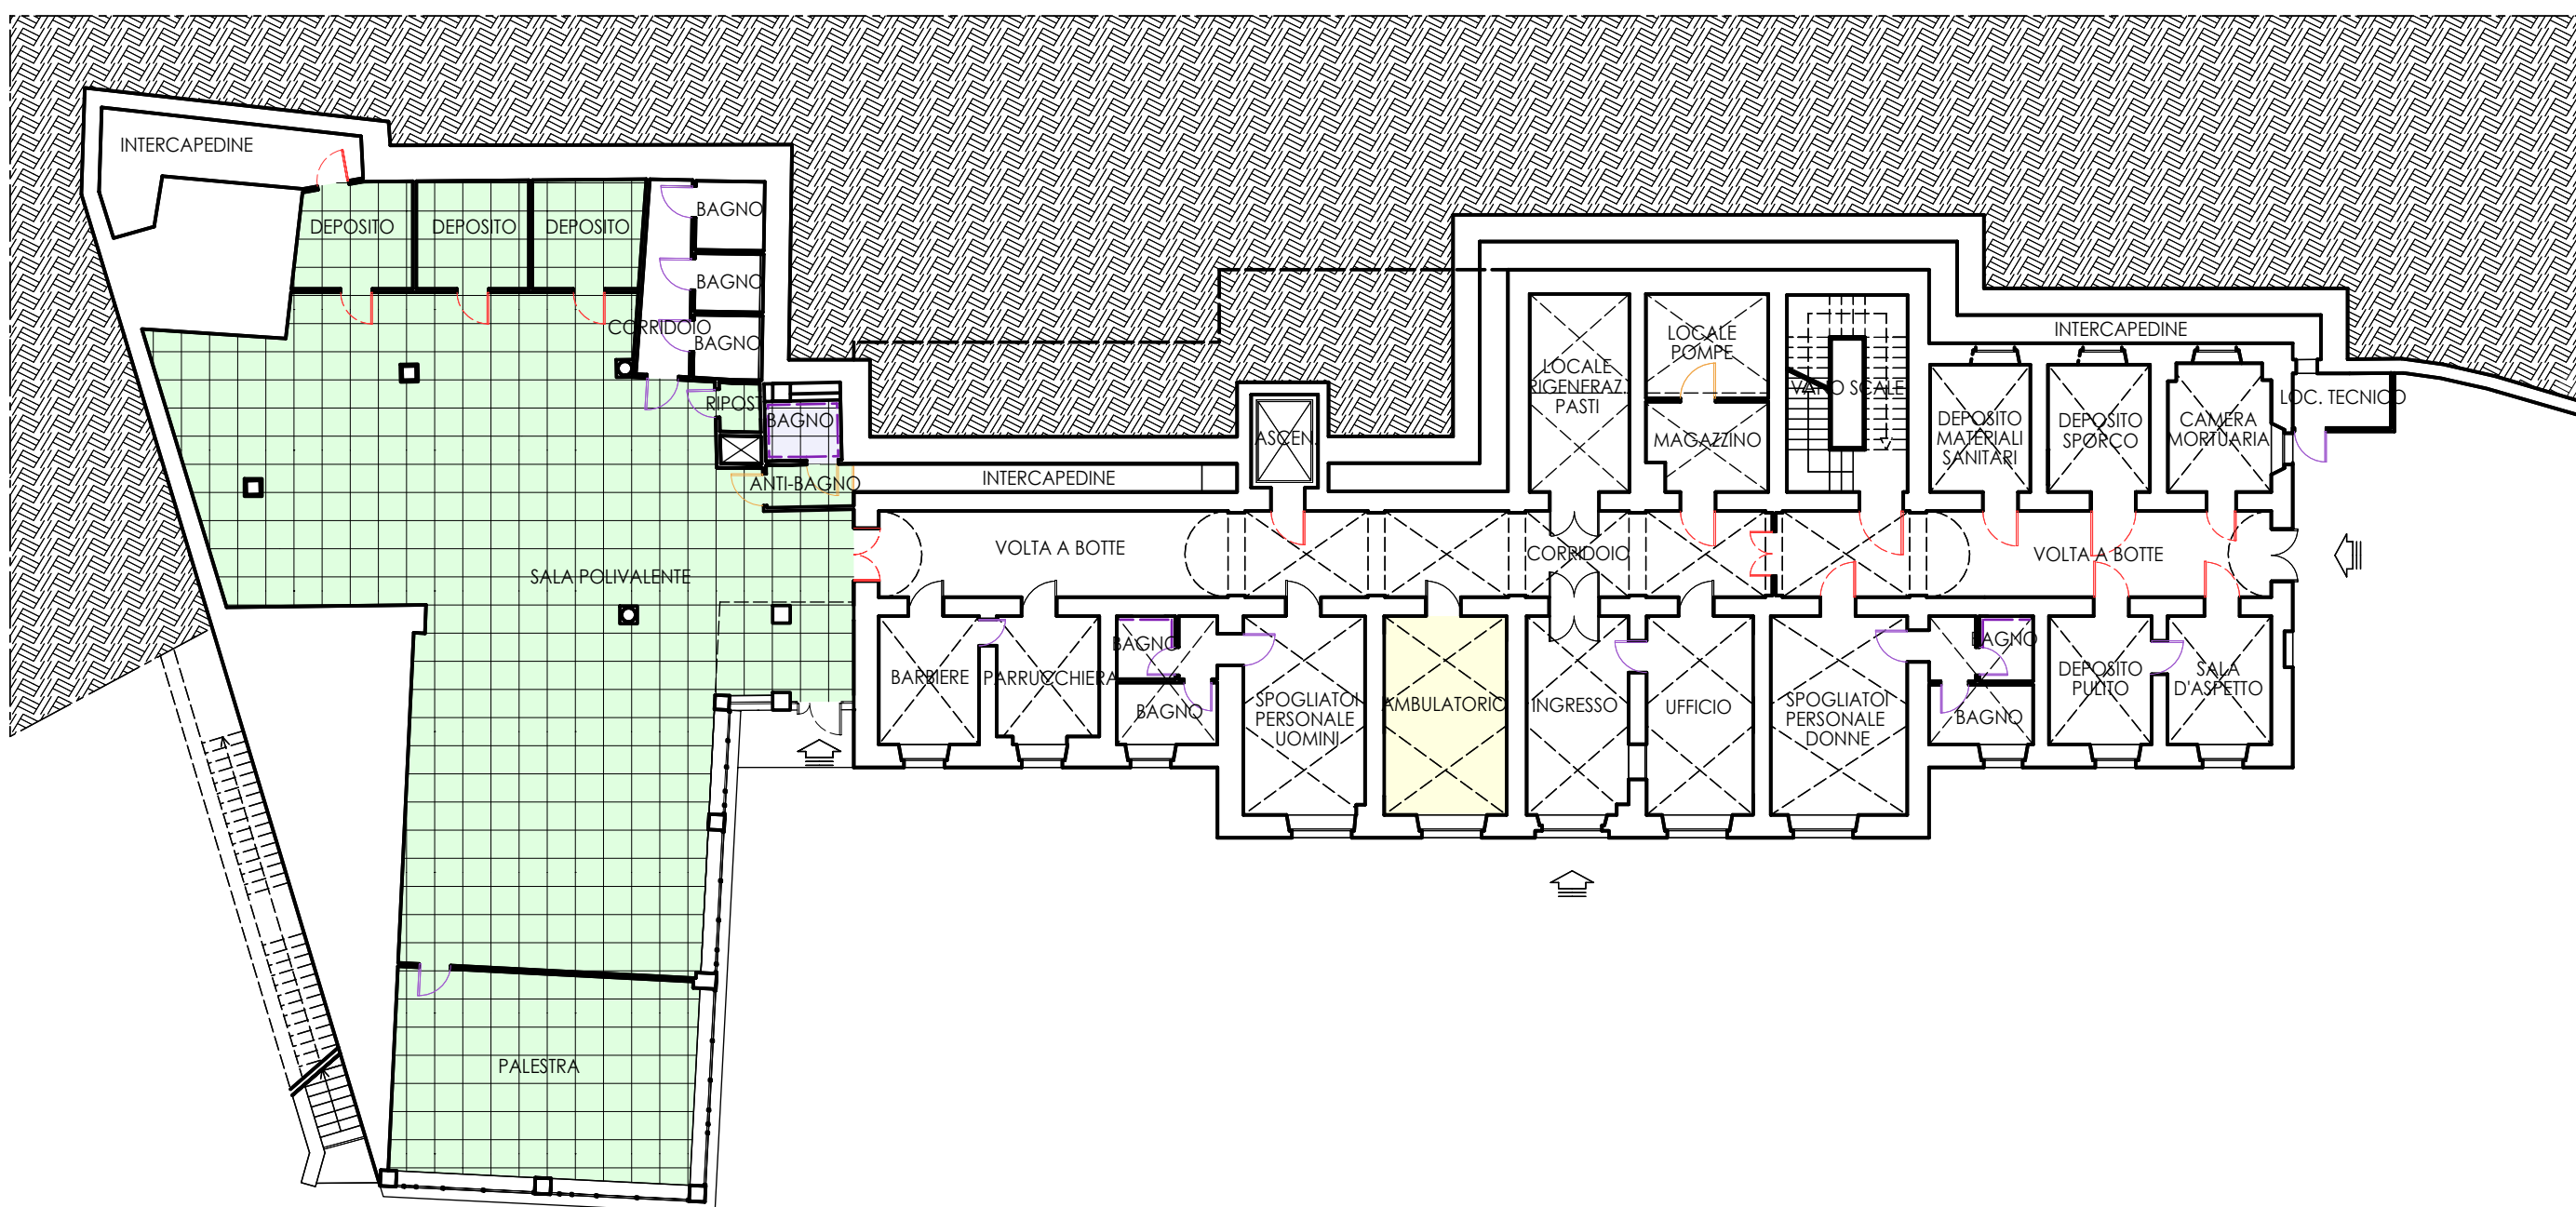 INTERCAPEDINE
DEPOSITO
DEPOSITO
DEPOSITO
BAGNO
BAGNO
CORRIDOIO
BAGNO
RIPOST.
BAGNO
ANTI-BAGNO
SALA POLIVALENTE
PALESTRA
INTERCAPEDINE
ASCEN.
VOLTA A BOTTE
CORRIDOIO
VOLTA A BOTTE
LOCALE
RIGENERAZ.
PASTI
LOCALE
POMPE
MAGAZZINO
VANO SCALE
INTERCAPEDINE
DEPOSITO
MATERIALI
SANITARI
DEPOSITO
SPORCO
CAMERA
MORTUARIA
LOC. TECNICO
BARBIERE
PARRUCCHIERA
BAGNO
BAGNO
SPOGLIATOI
PERSONALE
UOMINI
AMBULATORIO
INGRESSO
UFFICIO
SPOGLIATOI
PERSONALE
DONNE
BAGNO
BAGNO
DEPOSITO
PULITO
SALA
D'ASPETTO